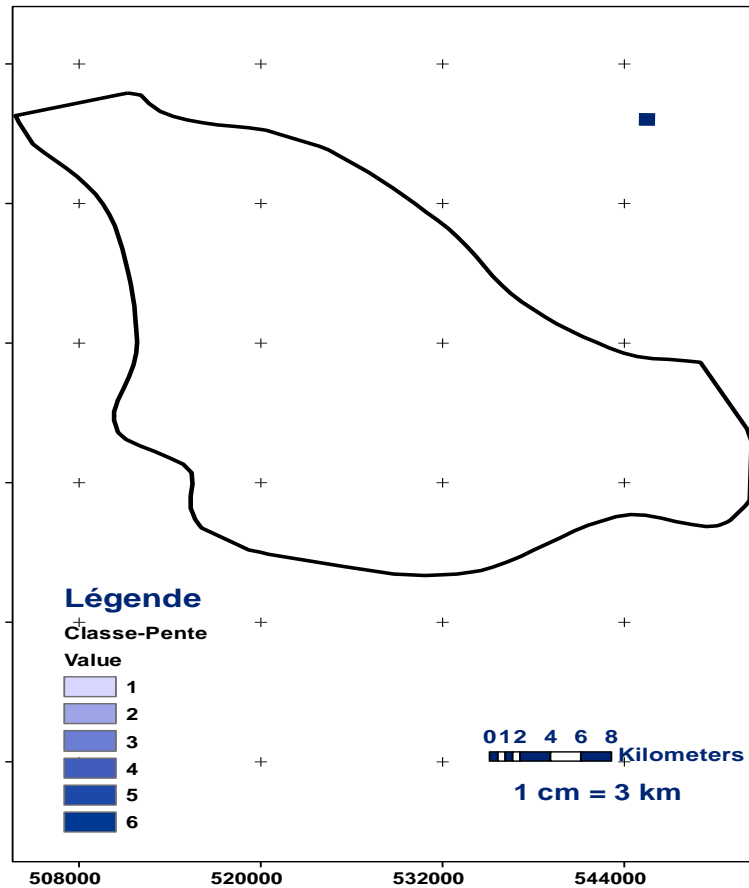 Légende
Classe-Pente
Value
1
2
3
4
5
6
0 1 2 4 6 8
Kilometers
1 cm = 3 km
508000 520000 532000 544000